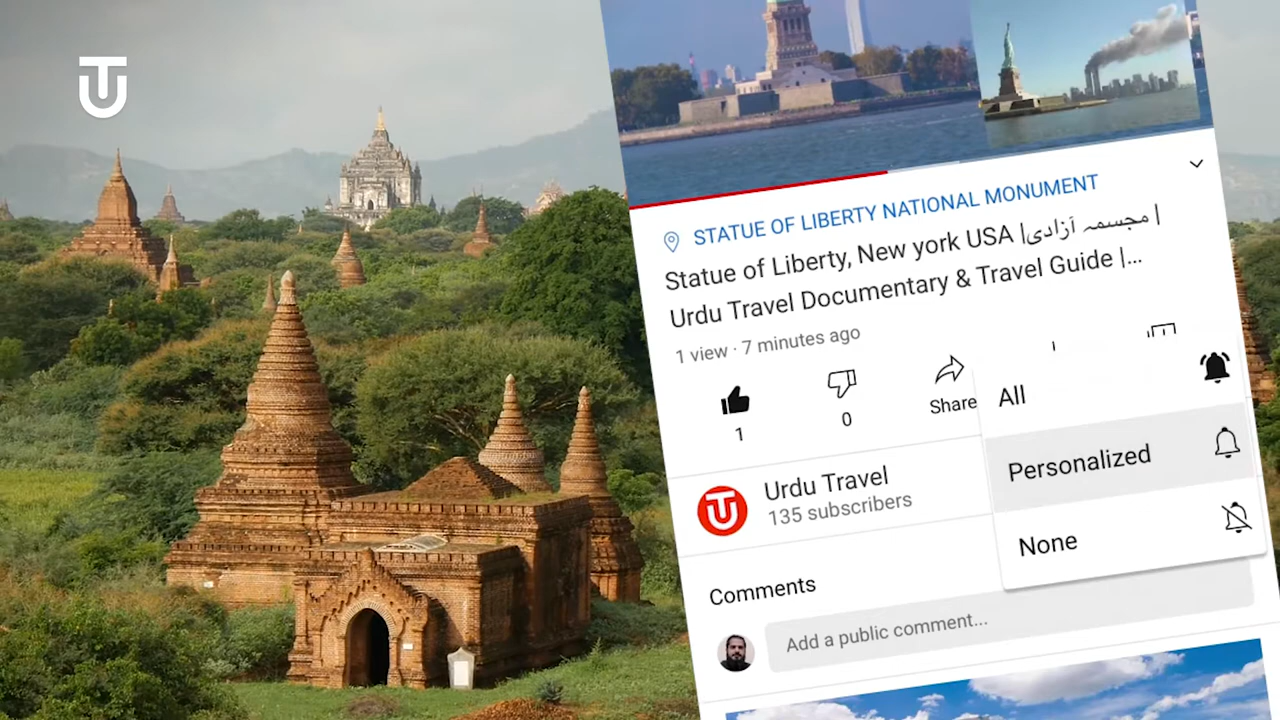 STATUE OF LIBERTY NATIONAL MONUMENT
Statue of Liberty, New york USA |مجسمہ آزادی |
Urdu Travel Documentary & Travel Guide |...
1 view · 7 minutes ago
1
0
Share
All
Personalized
None
Urdu Travel
135 subscribers
Comments
Add a public comment...